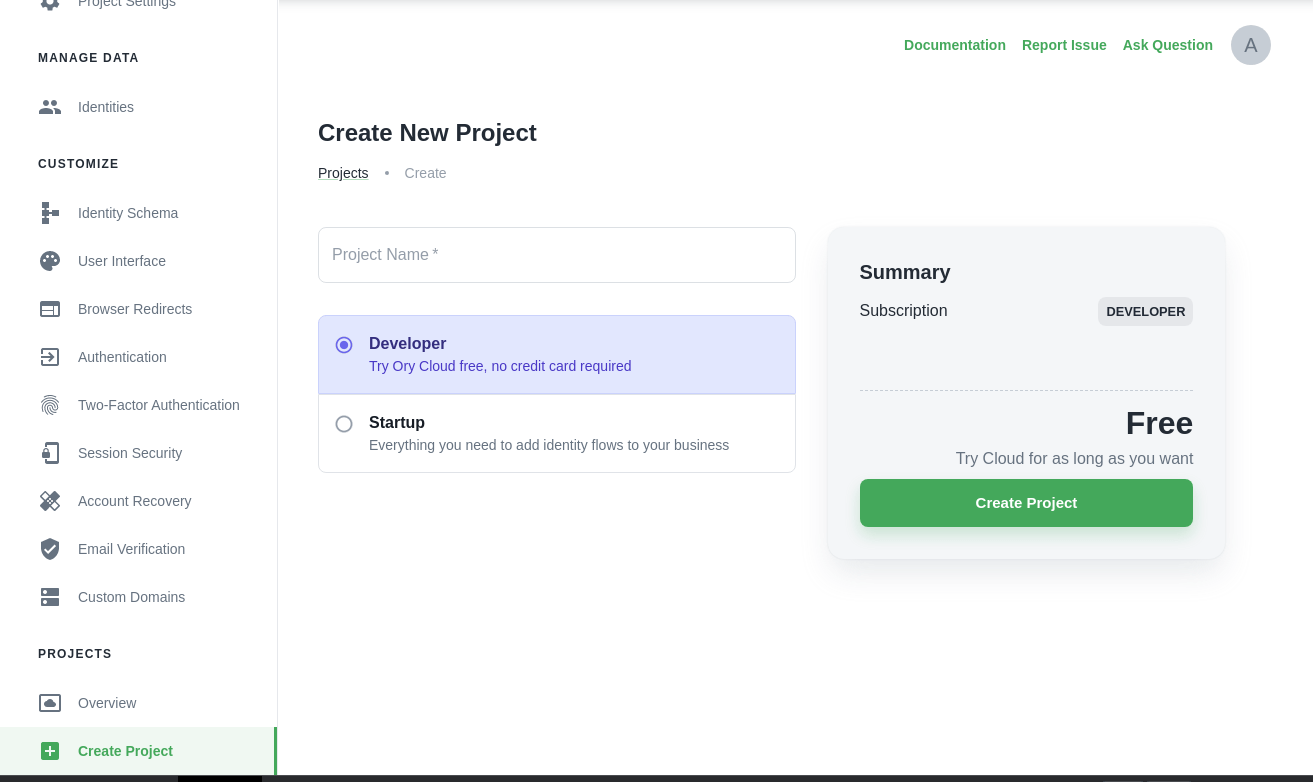 Project Settings
MANAGE DATA
Identities
CUSTOMIZE
Identity Schema
User Interface
Browser Redirects
Authentication
Two-Factor Authentication
Session Security
Account Recovery
Email Verification
Custom Domains
PROJECTS
Overview
Create Project
Documentation Report Issue Ask Question A
Create New Project
Projects • Create
Project Name *
Developer
Try Ory Cloud free, no credit card required
Startup
Everything you need to add identity flows to your business
Summary
Subscription DEVELOPER
Free
Try Cloud for as long as you want
Create Project